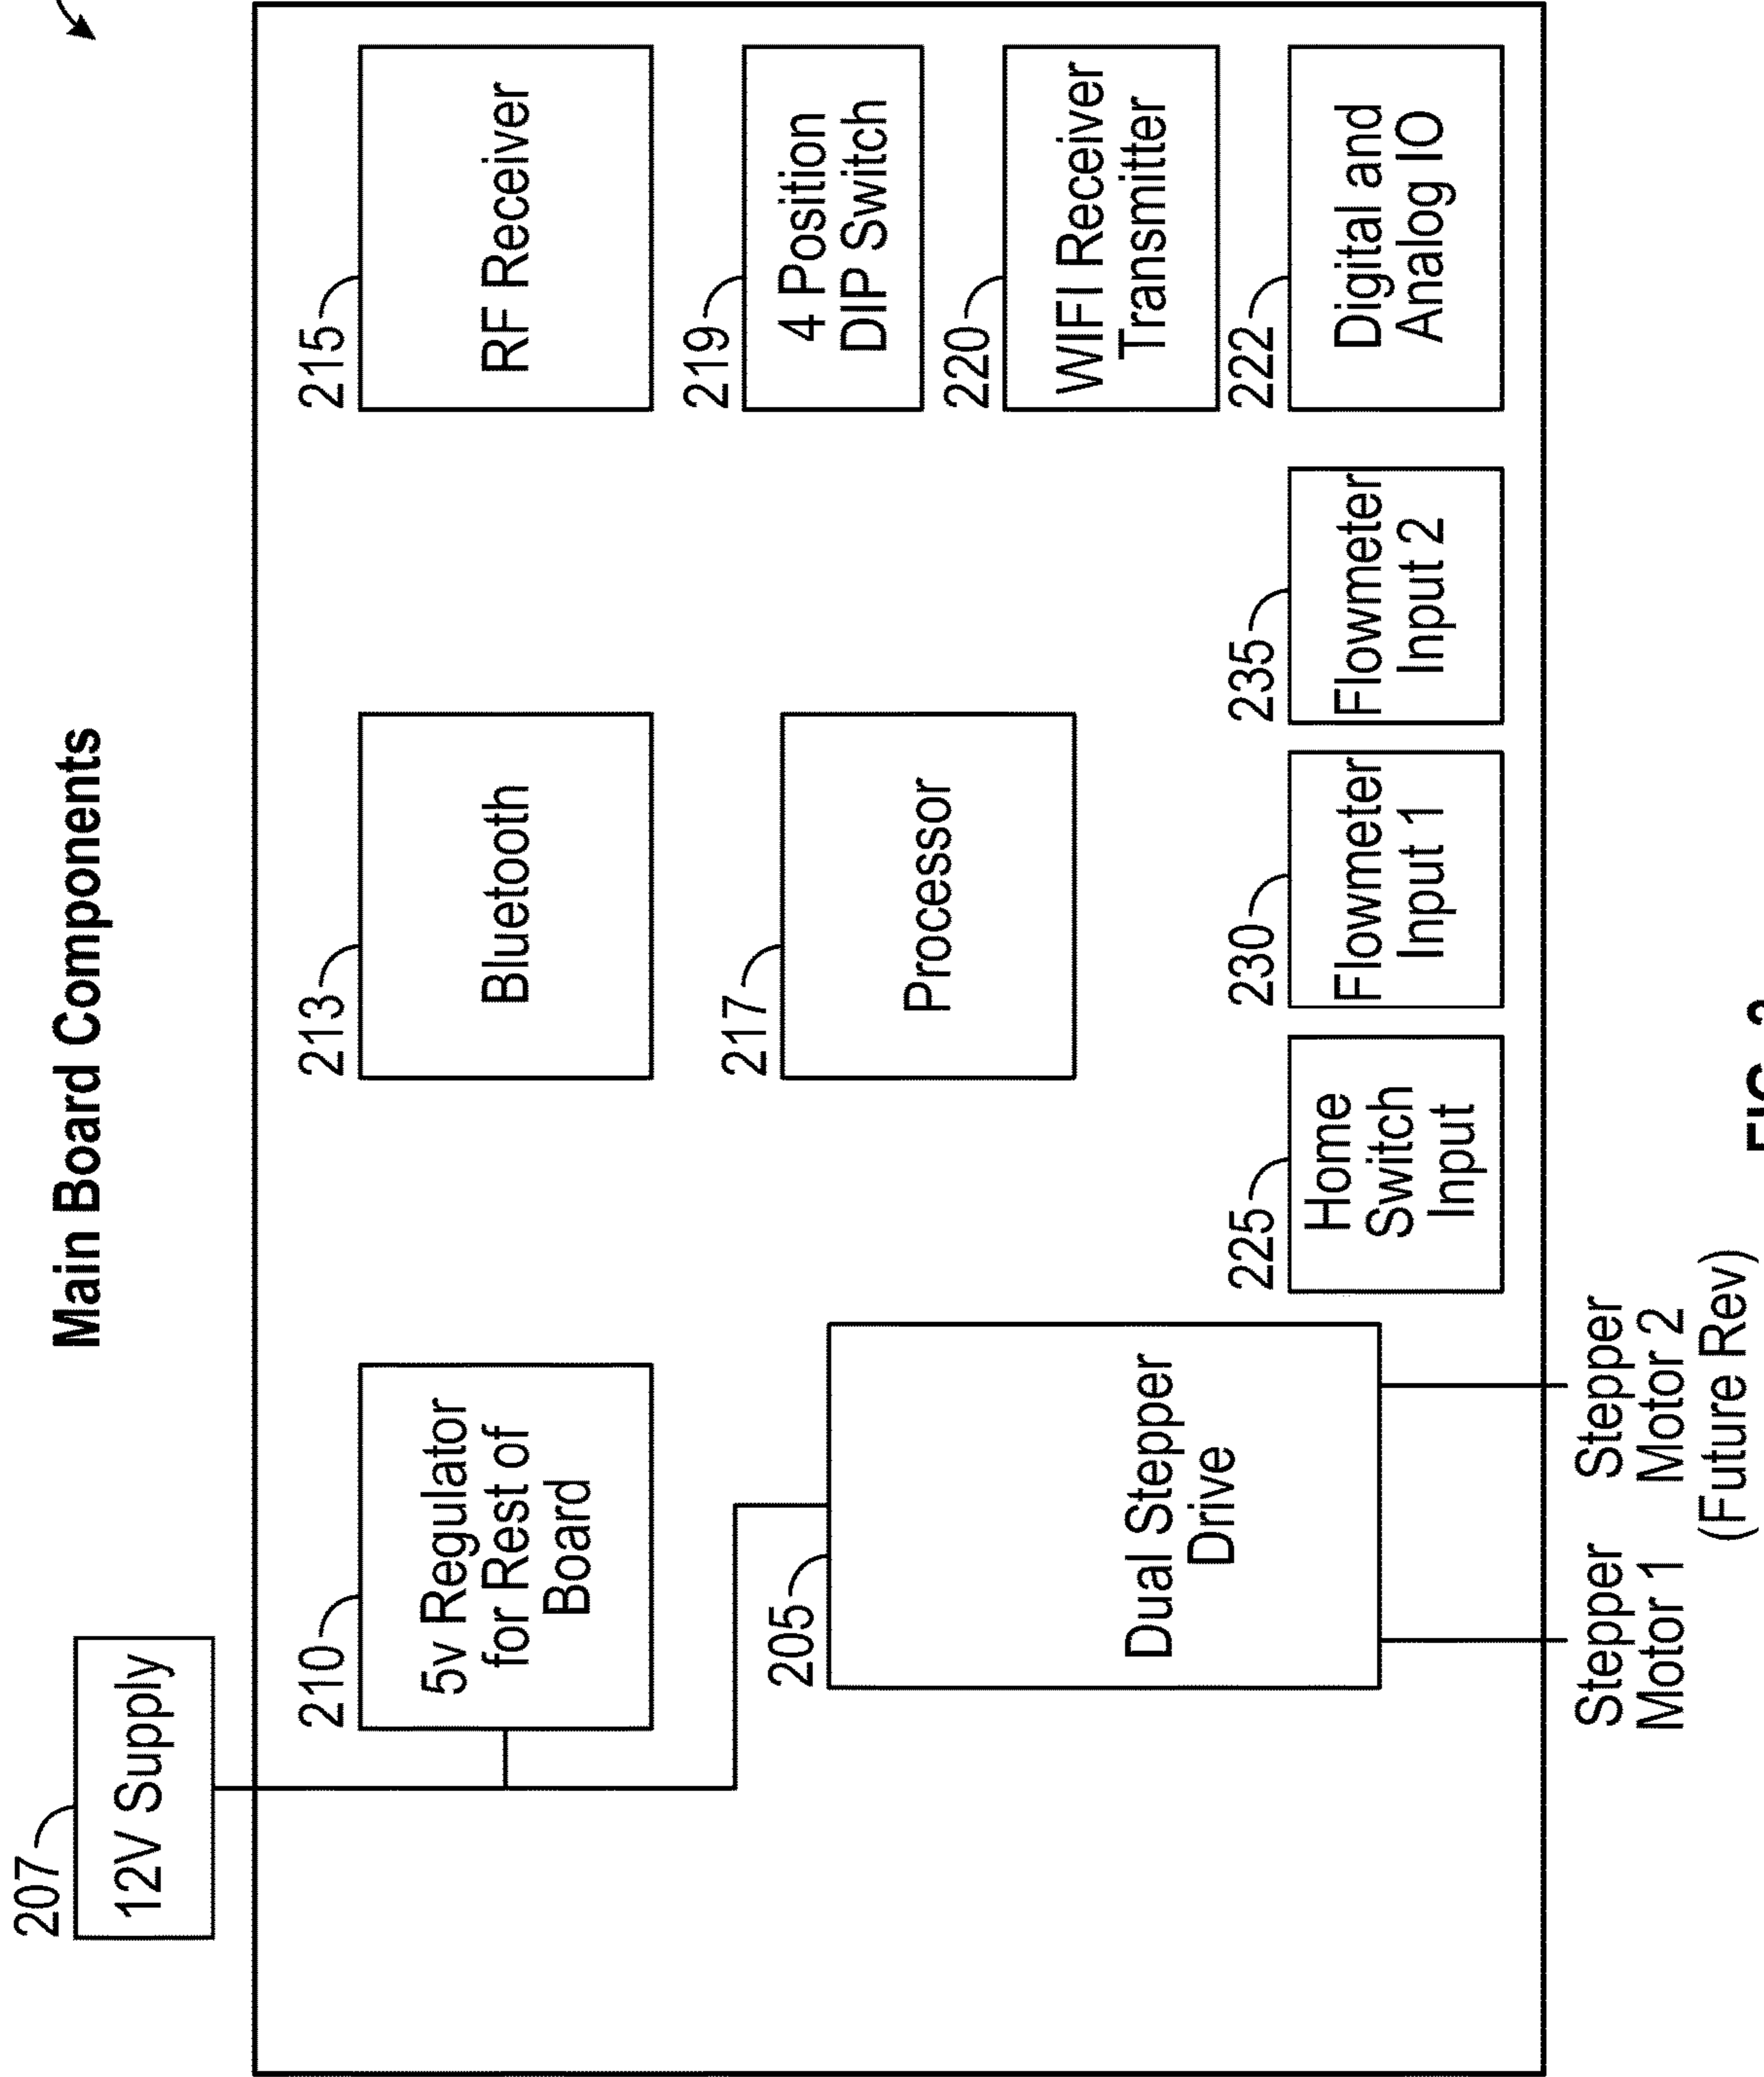 Main Board Components
207
12V Supply
210
5v Regulator
for Rest of
Board
213
Bluetooth
215
RF Receiver
205
Dual Stepper
Drive
217
Processor
219
4 Position
DIP Switch
220
WIFI Receiver
Transmitter
225
Home
Switch
Input
230
Flowmeter
Input 1
235
Flowmeter
Input 2
222
Digital and
Analog IO
Stepper
Motor 1
Stepper
Motor 2
(Future Rev)
FIG.